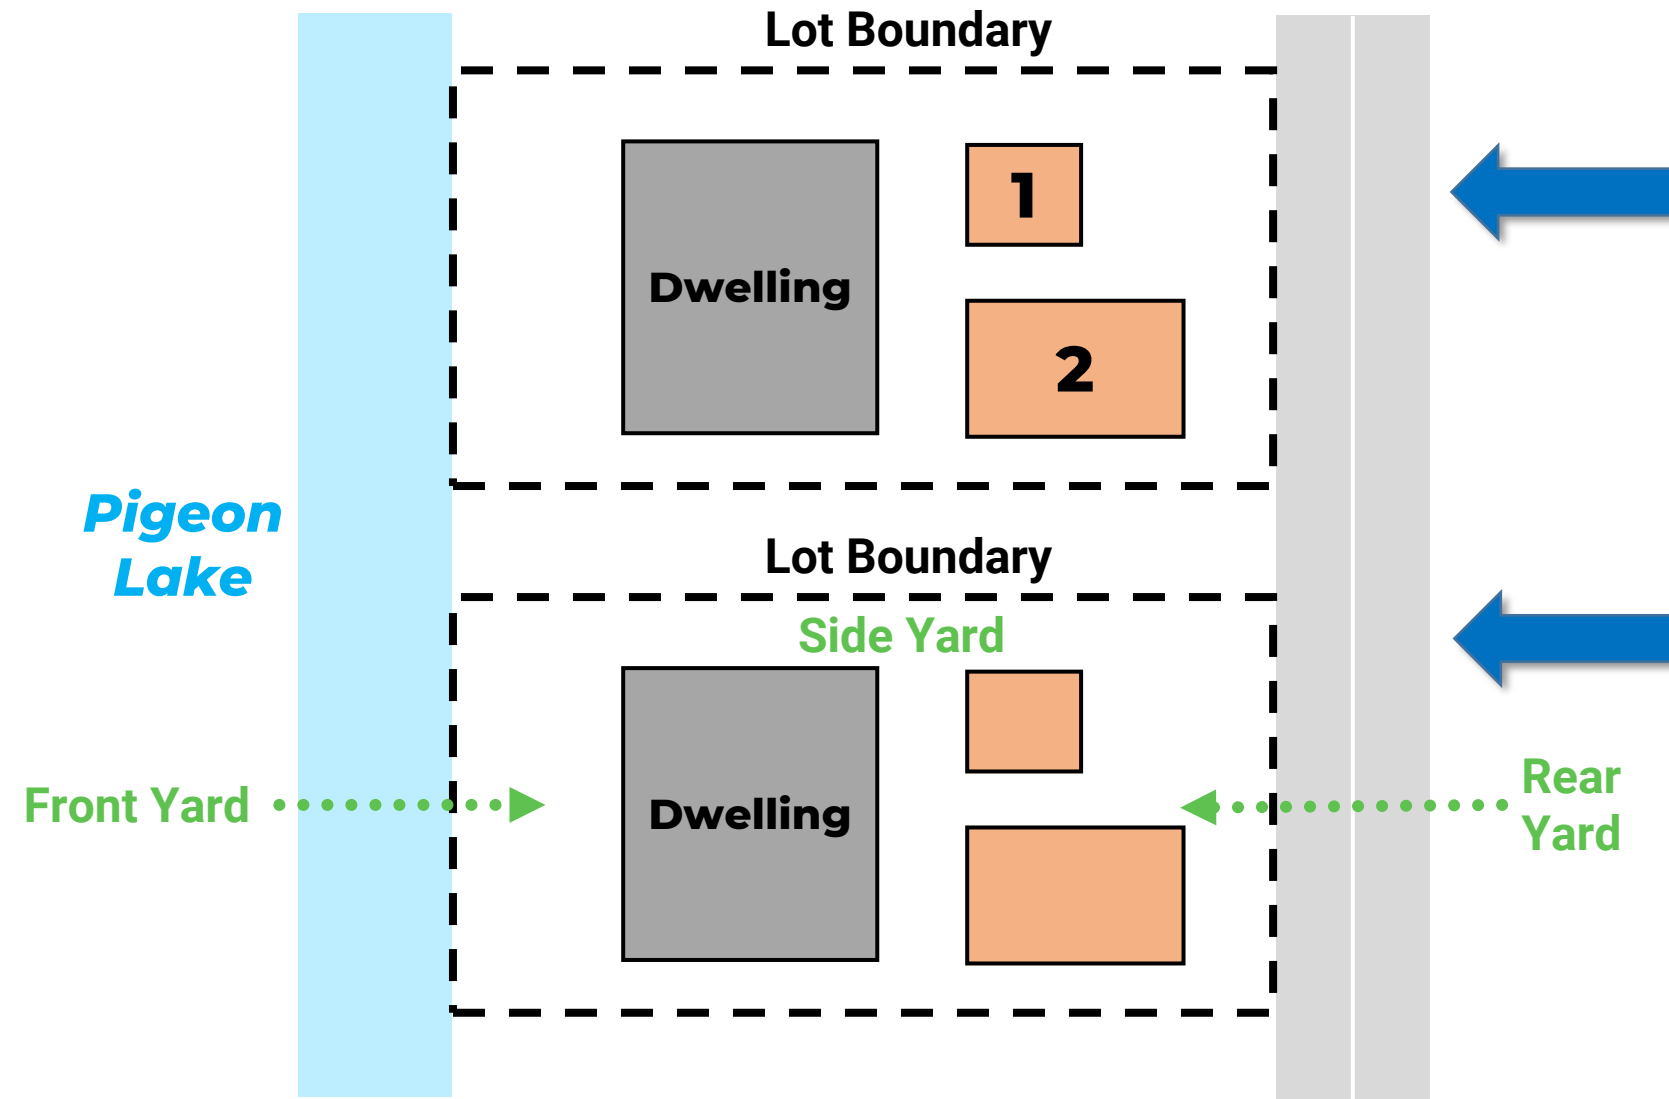 Lot Boundary
1
Dwelling
2
Pigeon
Lake
Lot Boundary
Side Yard
Dwelling
Front Yard
Rear
Yard